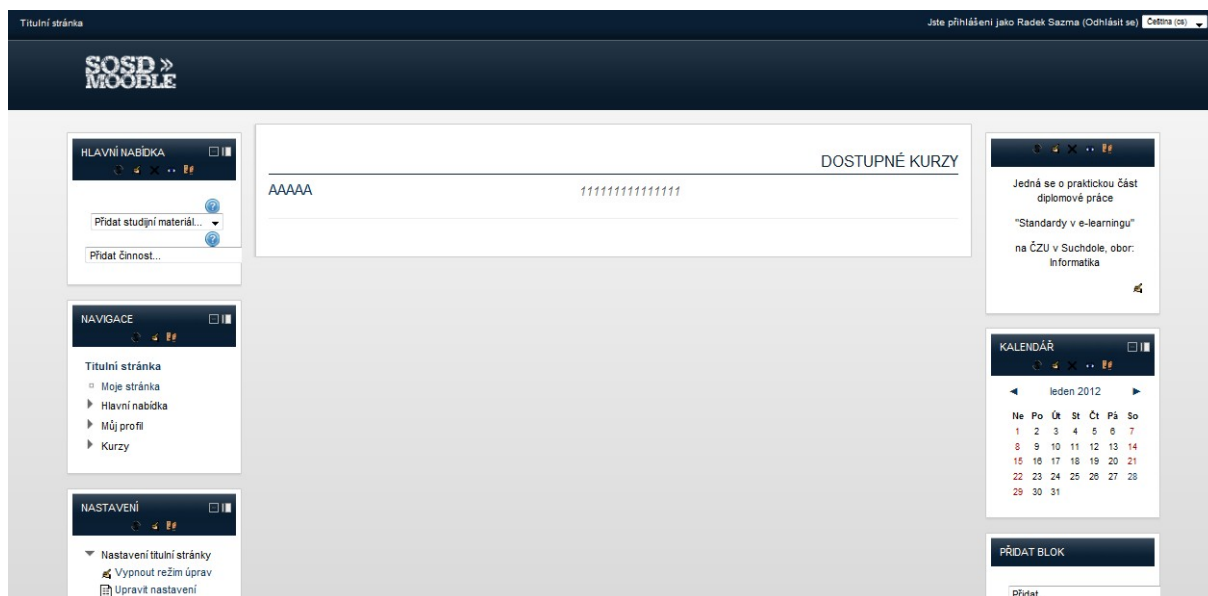 Titulní stránka
Jste přihlášeni jako Radek Sazma (Odhlásit se) Čeština (cs)
SOSD »
MOODLE
HLAVNÍ NABÍDKA
Přidat studijní materiál...
Přidat činnost...
NAVIGACE
Titulní stránka
Moje stránka
Hlavní nabídka
Můj profil
Kurzy
NASTAVENÍ
Nastavení titulní stránky
Vypnout režim úprav
Upravit nastavení
DOSTUPNÉ KURZY
AAAAA 111111111111111
Jedná se o praktickou část
diplomové práce
"Standardy v e-learningu"
na ČZU v Suchdole, obor:
Informatika
KALENDÁŘ
leden 2012
Ne Po Út St Čt Pá So
1 2 3 4 5 6 7
8 9 10 11 12 13 14
15 16 17 18 19 20 21
22 23 24 25 26 27 28
29 30 31
PŘIDAT BLOK
Přidat...